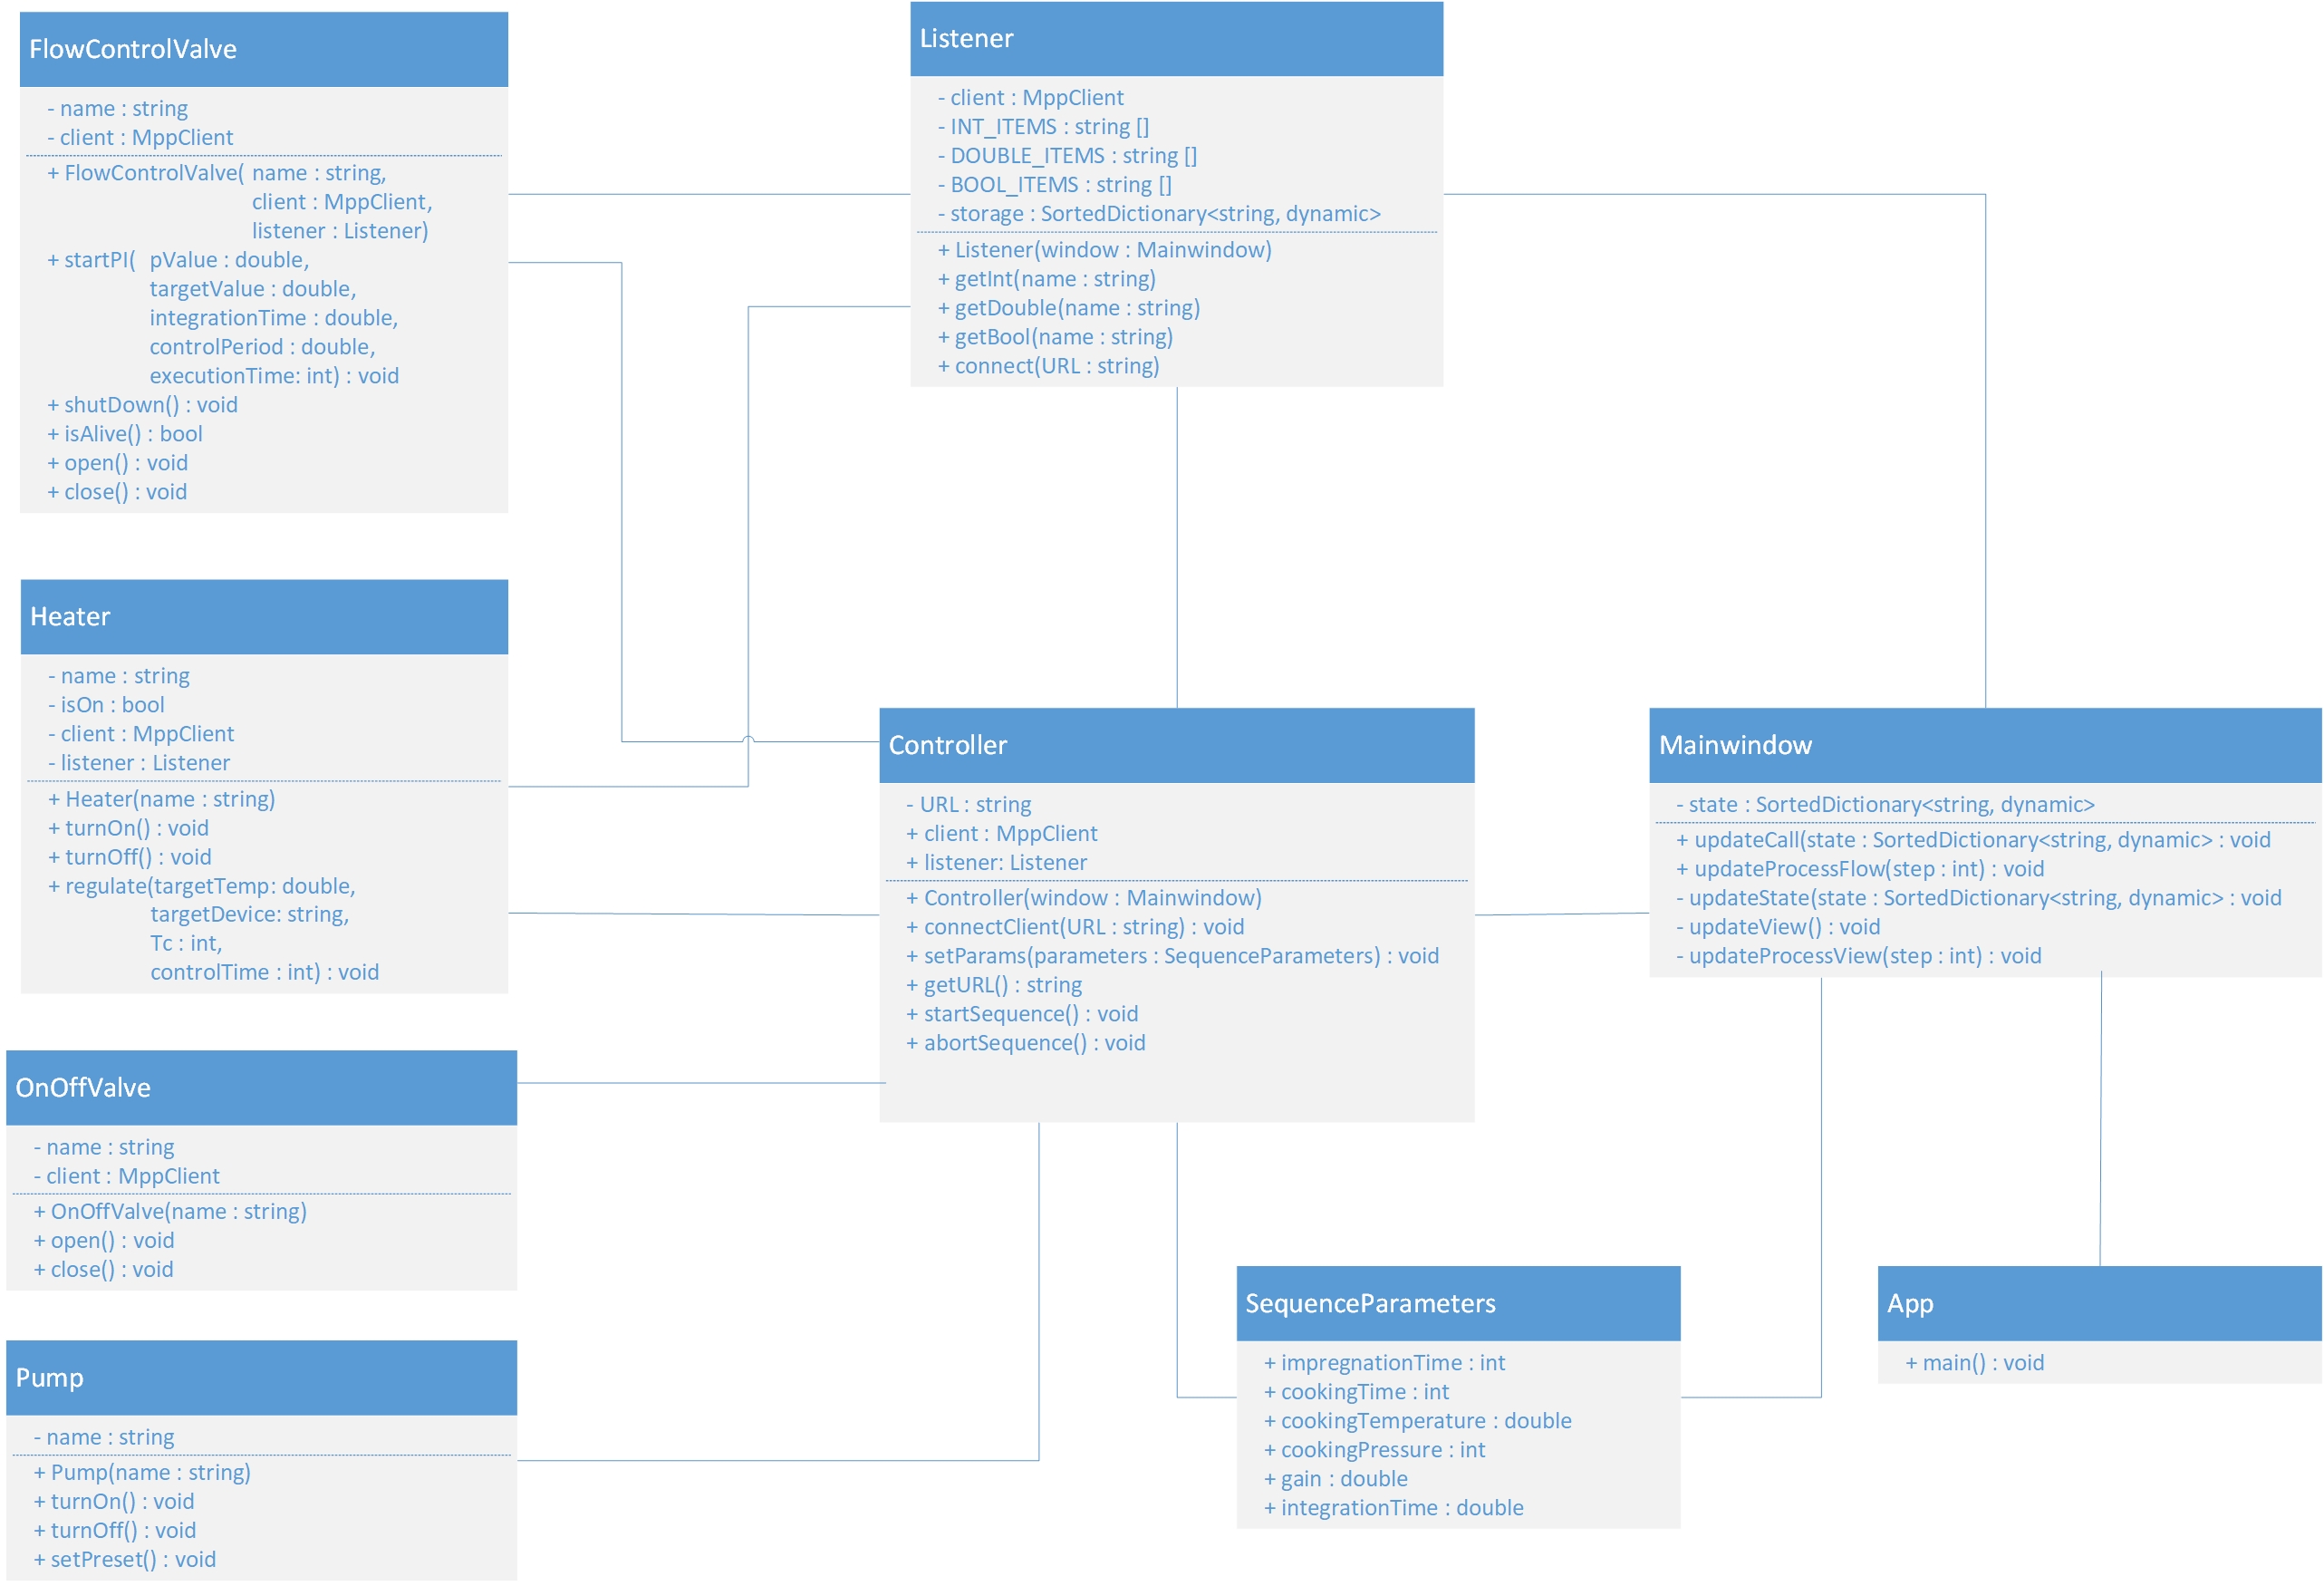 FlowControlValve
- name : string
- client : MppClient
+ FlowControlValve( name : string,
client : MppClient,
listener : Listener)
+ startPI( pValue : double,
targetValue : double,
integrationTime : double,
controlPeriod : double,
executionTime: int) : void
+ shutDown() : void
+ isAlive() : bool
+ open() : void
+ close() : void
Listener
- client : MppClient
- INT_ITEMS : string []
- DOUBLE_ITEMS : string []
- BOOL_ITEMS : string []
- storage : SortedDictionary<string, dynamic>
+ Listener(window : Mainwindow)
+ getInt(name : string)
+ getDouble(name : string)
+ getBool(name : string)
+ connect(URL : string)
Heater
- name : string
- isOn : bool
- client : MppClient
- listener : Listener
+ Heater(name : string)
+ turnOn() : void
+ turnOff() : void
+ regulate(targetTemp: double,
targetDevice: string,
Tc : int,
controlTime : int) : void
Controller
- URL : string
+ client : MppClient
+ listener: Listener
+ Controller(window : Mainwindow)
+ connectClient(URL : string) : void
+ setParams(parameters : SequenceParameters) : void
+ getURL() : string
+ startSequence() : void
+ abortSequence() : void
Mainwindow
- state : SortedDictionary<string, dynamic>
+ updateCall(state : SortedDictionary<string, dynamic> : void
+ updateProcessFlow(step : int) : void
- updateState(state : SortedDictionary<string, dynamic> : void
- updateView() : void
- updateProcessView(step : int) : void
OnOffValve
- name : string
- client : MppClient
+ OnOffValve(name : string)
+ open() : void
+ close() : void
Pump
- name : string
+ Pump(name : string)
+ turnOn() : void
+ turnOff() : void
+ setPreset() : void
SequenceParameters
+ impregnationTime : int
+ cookingTime : int
+ cookingTemperature : double
+ cookingPressure : int
+ gain : double
+ integrationTime : double
App
+ main() : void